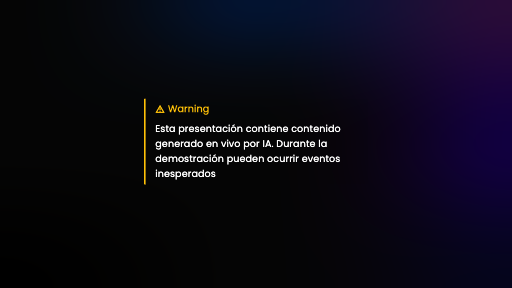 ⚠ Warning
Esta presentación contiene contenido
generado en vivo por IA. Durante la
demostración pueden ocurrir eventos
inesperados